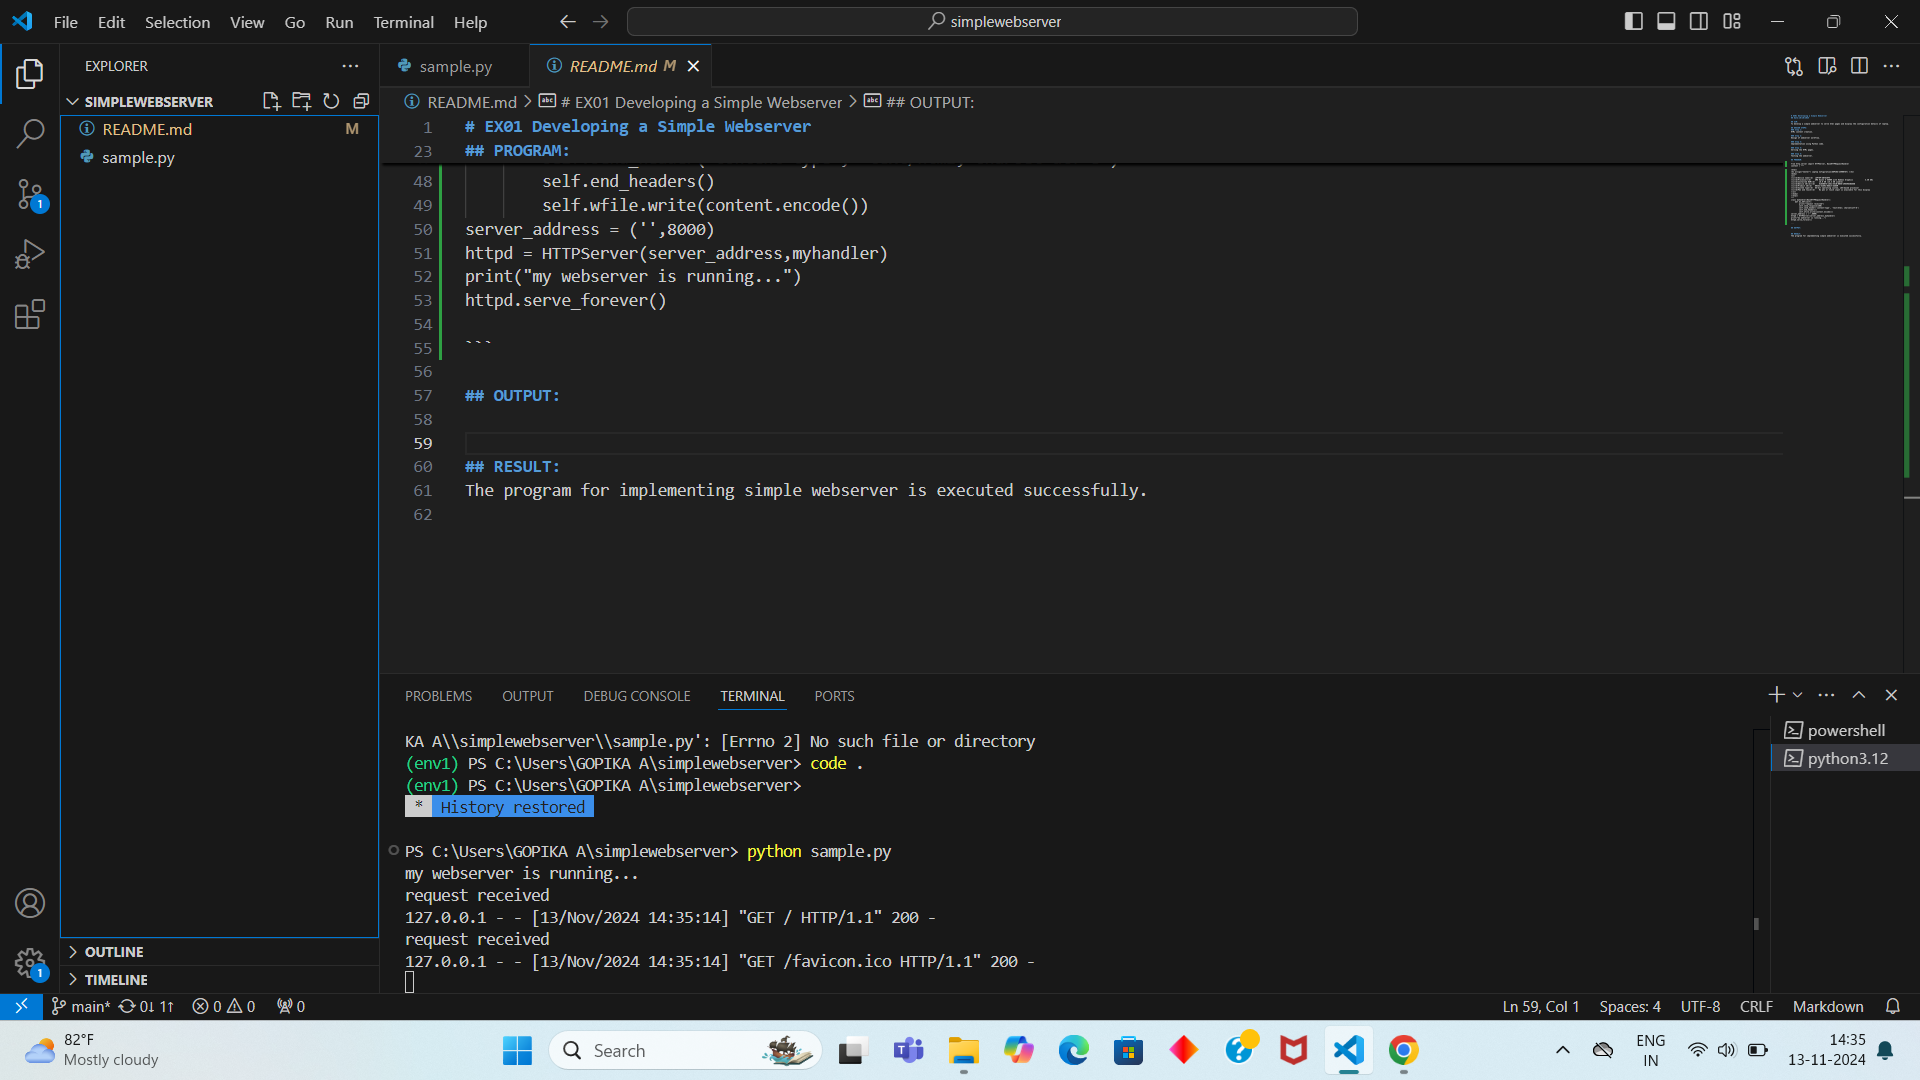 File Edit Selection View Go Run Terminal Help
simplewebserver
EXPLORER
SIMPLEWEBSERVER
README.md M
sample.py
OUTLINE
TIMELINE
sample.py
README.md M
README.md > # EX01 Developing a Simple Webserver > ## OUTPUT:
1 # EX01 Developing a Simple Webserver
23 ## PROGRAM:
48 self.end_headers()
49 self.wfile.write(content.encode())
50 server_address = ('',8000)
51 httpd = HTTPServer(server_address,myhandler)
52 print("my webserver is running...")
53 httpd.serve_forever()
54
55 ```
56
57 ## OUTPUT:
58
59
60 ## RESULT:
61 The program for implementing simple webserver is executed successfully.
62
PROBLEMS OUTPUT DEBUG CONSOLE TERMINAL PORTS
KA A\\simplewebserver\\sample.py': [Errno 2] No such file or directory
(env1) PS C:\Users\GOPIKA A\simplewebserver> code .
(env1) PS C:\Users\GOPIKA A\simplewebserver>
* History restored
PS C:\Users\GOPIKA A\simplewebserver> python sample.py
my webserver is running...
request received
127.0.0.1 - - [13/Nov/2024 14:35:14] "GET / HTTP/1.1" 200 -
request received
127.0.0.1 - - [13/Nov/2024 14:35:14] "GET /favicon.ico HTTP/1.1" 200 -
powershell
python3.12
1
1
main* 0↓ 1↑ 0 0 0
Ln 59, Col 1 Spaces: 4 UTF-8 CRLF Markdown
82°F
Mostly cloudy
Search
ENG
IN
14:35
13-11-2024